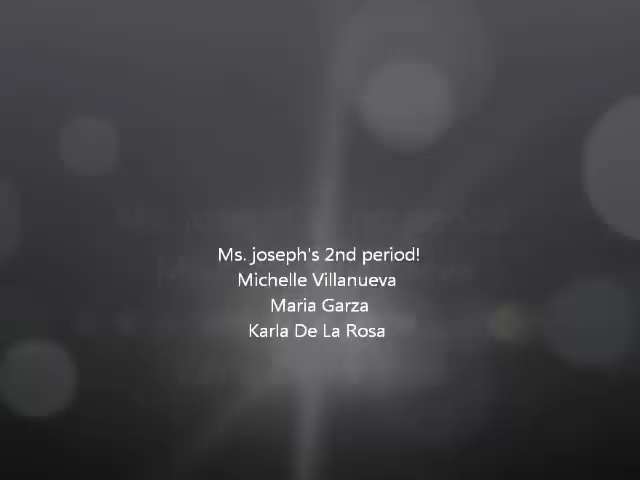 Ms. joseph's 2nd period!
Michelle Villanueva
Maria Garza
Karla De La Rosa